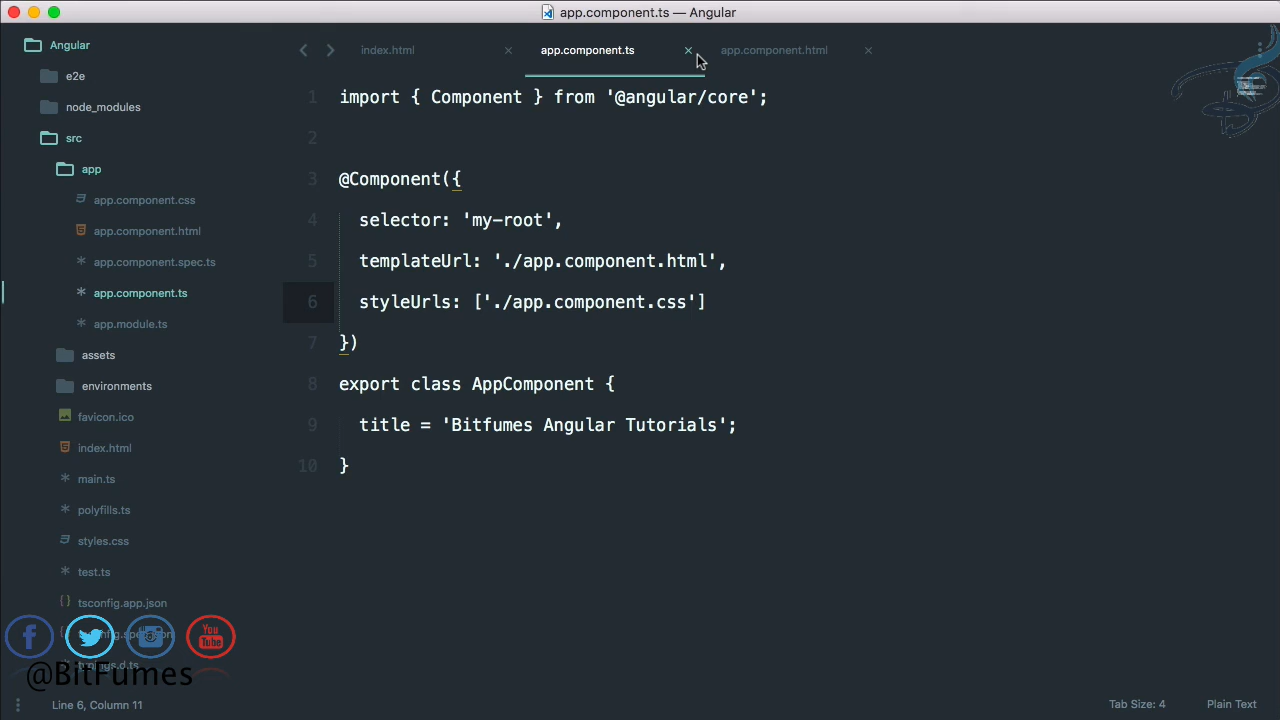 app.component.ts — Angular
Angular
e2e
node_modules
src
app
app.component.css
app.component.html
app.component.spec.ts
app.component.ts
app.module.ts
assets
environments
favicon.ico
index.html
main.ts
polyfills.ts
styles.css
test.ts
tsconfig.app.json
You
Tube
@BitFumes
index.html
app.component.ts
app.component.html
1 import { Component } from '@angular/core';
2
3 @Component({
4 selector: 'my-root',
5 templateUrl: './app.component.html',
6 styleUrls: ['./app.component.css']
7 })
8 export class AppComponent {
9 title = 'Bitfumes Angular Tutorials';
10 }
Line 6, Column 11
Tab Size: 4
Plain Text